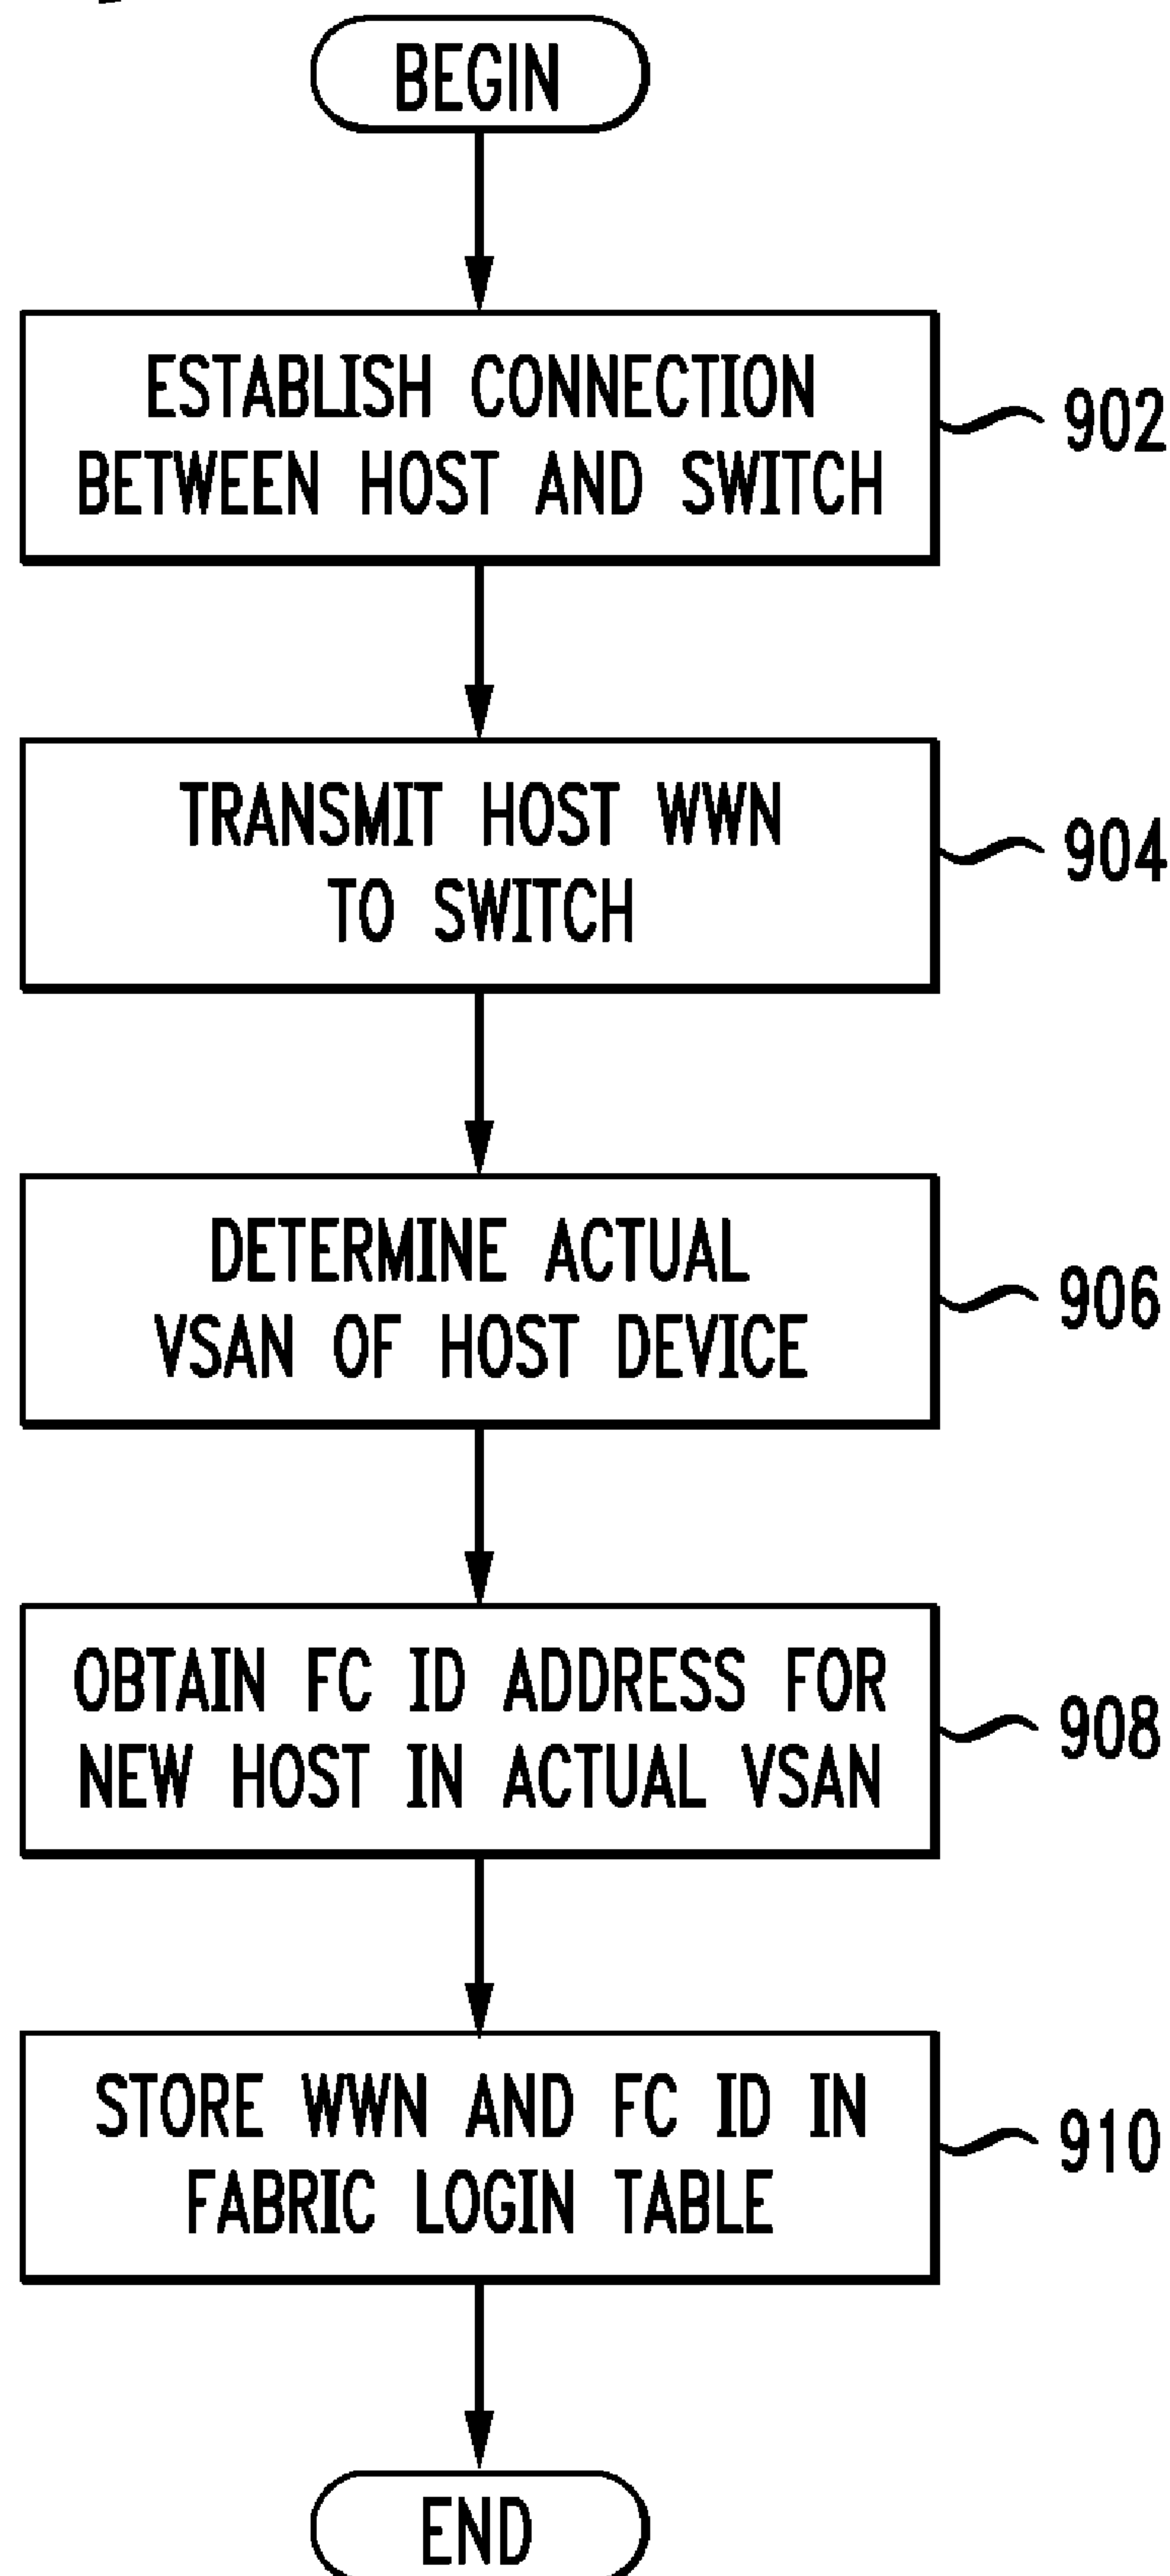 BEGIN
ESTABLISH CONNECTION
BETWEEN HOST AND SWITCH
902
TRANSMIT HOST WWN
TO SWITCH
904
DETERMINE ACTUAL
VSAN OF HOST DEVICE
906
OBTAIN FC ID ADDRESS FOR
NEW HOST IN ACTUAL VSAN
908
STORE WWN AND FC ID IN
FABRIC LOGIN TABLE
910
END